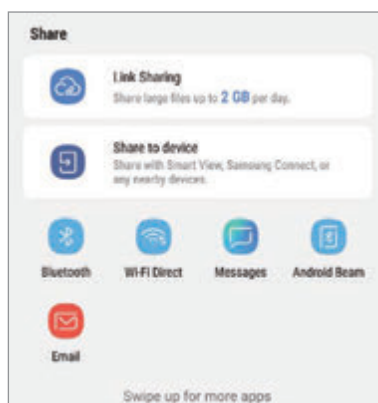 Share
Link Sharing
Share large files up to 2 GB per day.
Share to device
Share with Smart View, Samsung Connect, or
any nearby devices.
Bluetooth Wi-Fi Direct Messages Android Beam
Email
Swipe up for more apps